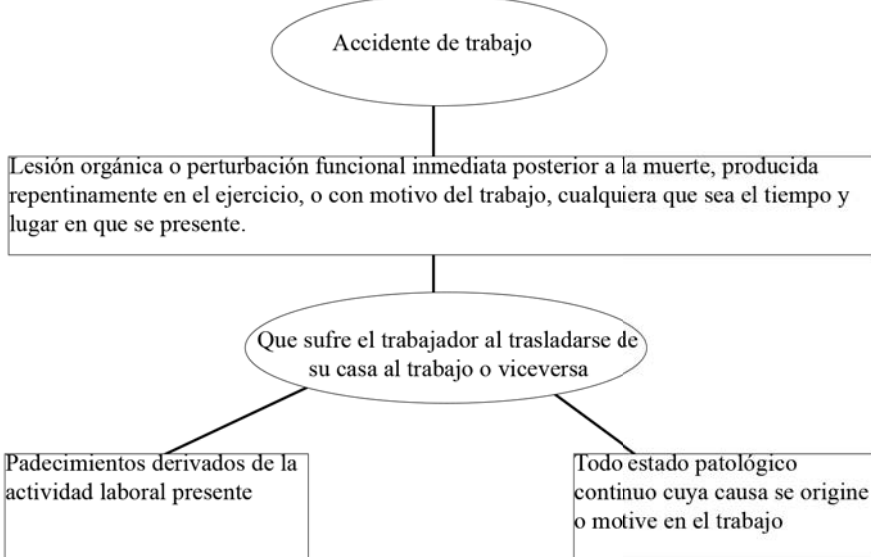 Accidente de trabajo
Lesión orgánica o perturbación funcional inmediata posterior a la muerte, producida
repentinamente en el ejercicio, o con motivo del trabajo, cualquiera que sea el tiempo y
lugar en que se presente.
Que sufre el trabajador al trasladarse de
su casa al trabajo o viceversa
Padecimientos derivados de la
actividad laboral presente
Todo estado patológico
continuo cuya causa se origine
o motive en el trabajo